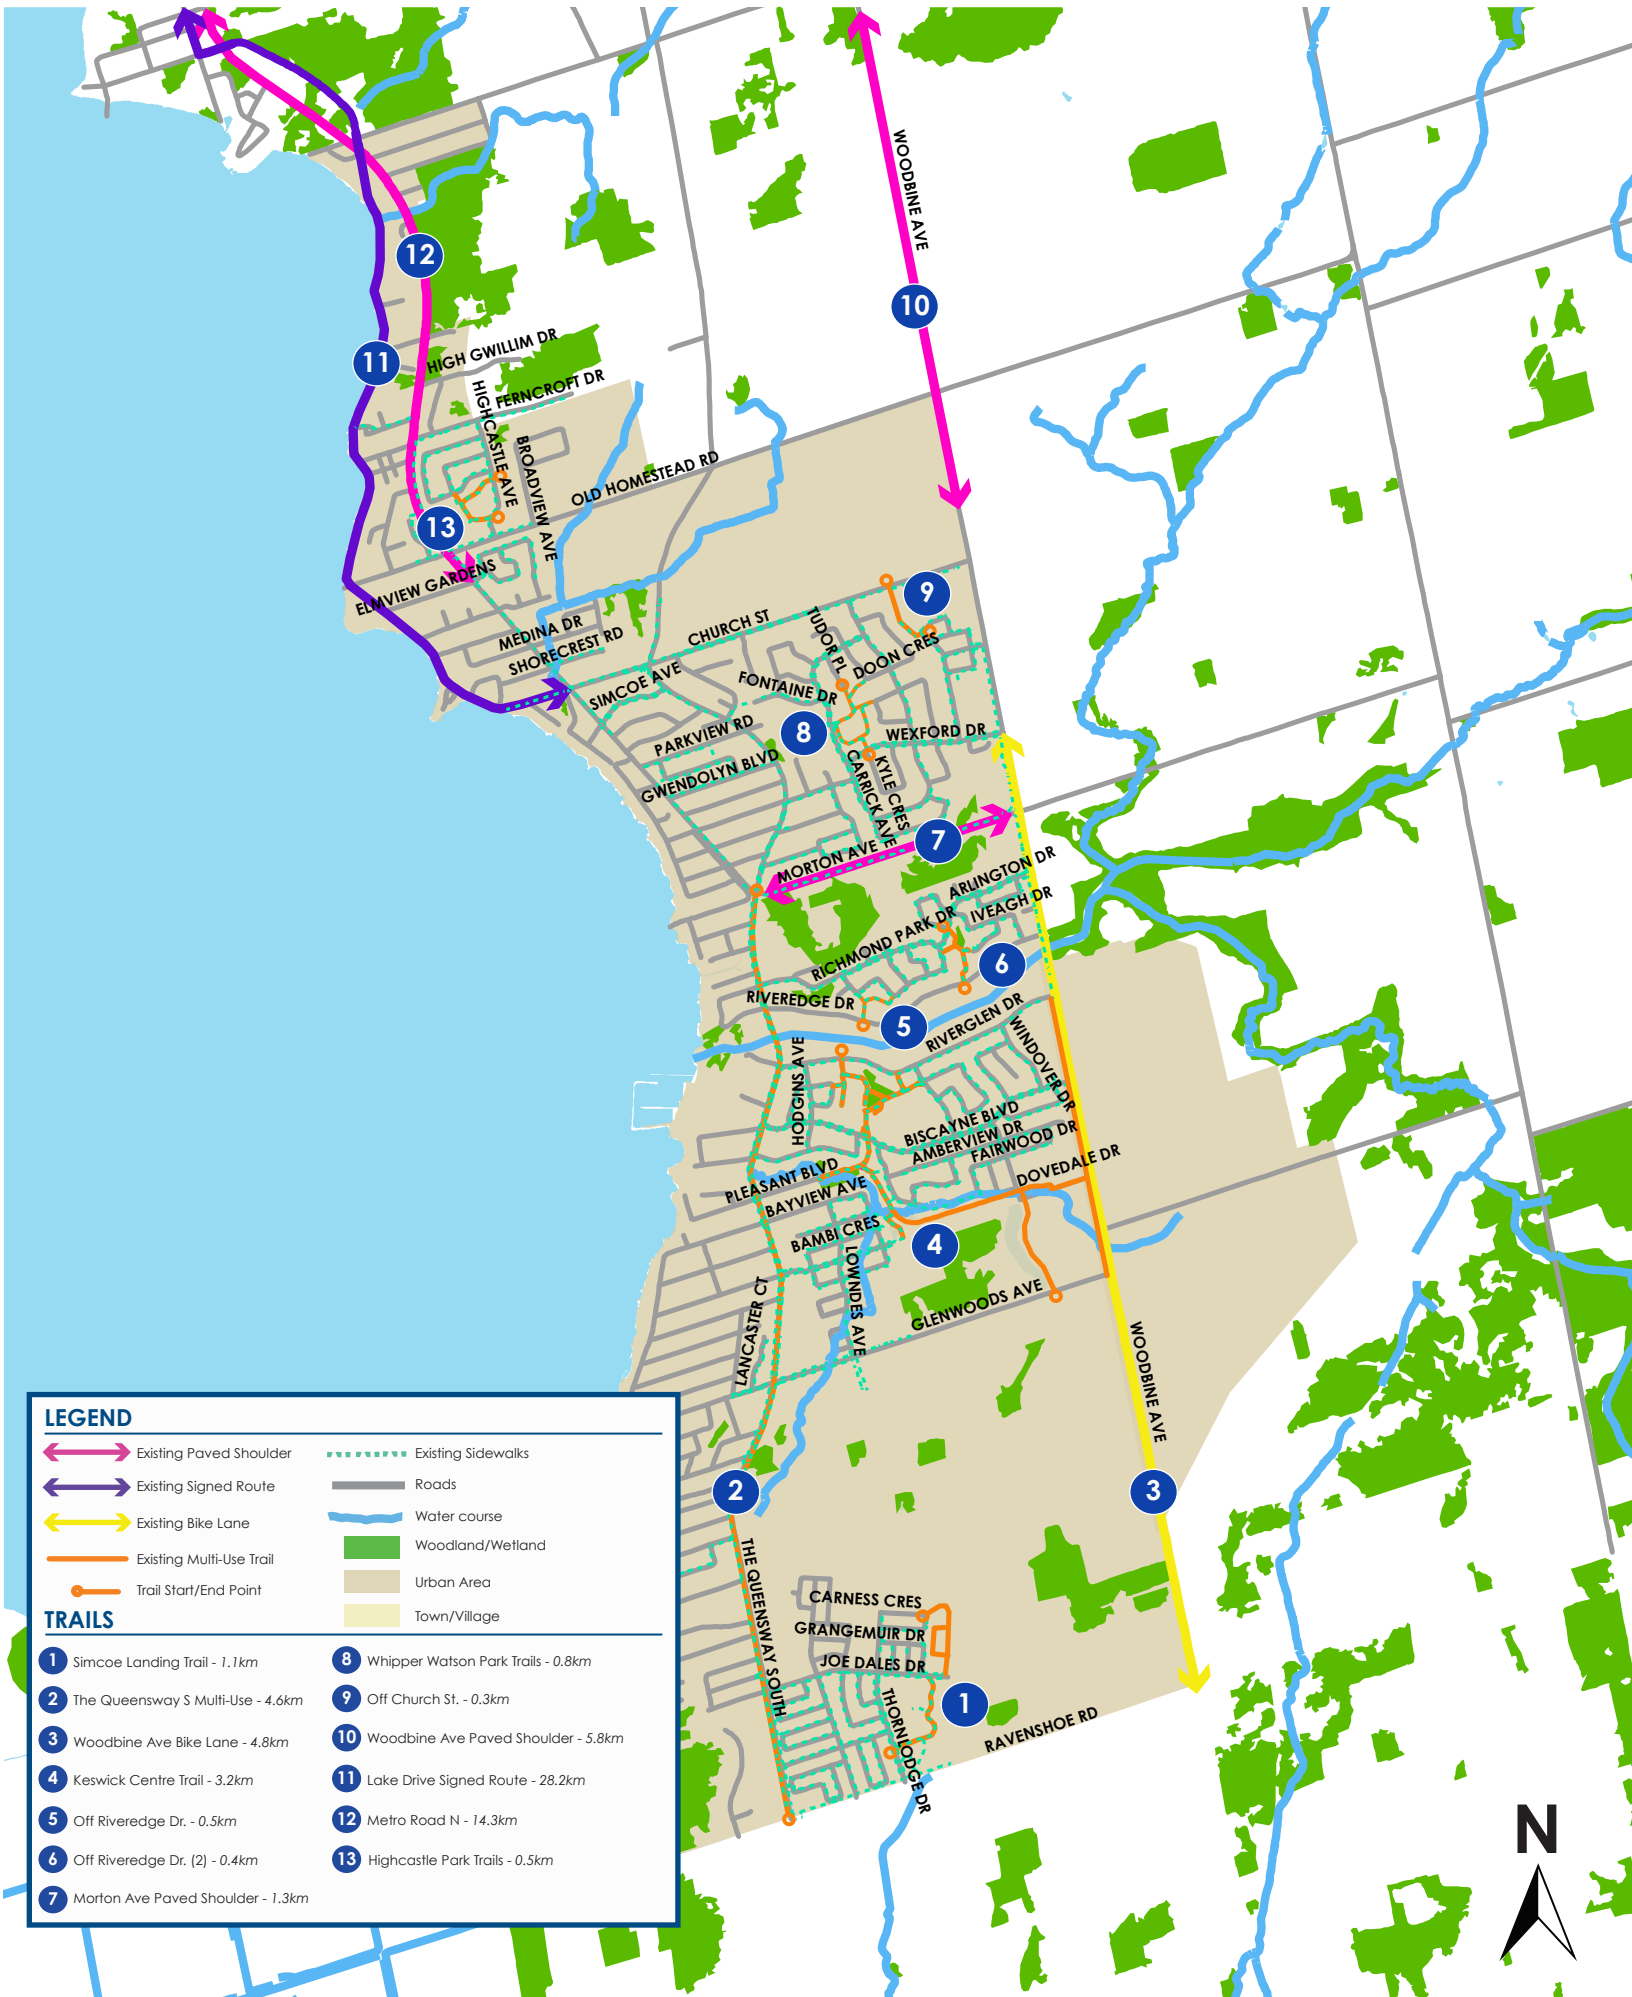 WOODBINE AVE
12
10
11
HIGH GWILLIM DR
FERNCROFT DR
HIGHCASTLE AVE
BROADVIEW AVE
OLD HOMESTEAD RD
13
ELMVIEW GARDENS
9
MEDINA DR
SHORECREST RD
CHURCH ST
TUDOR PL
DOON CRES
SIMCOE AVE
FONTAINE DR
8
WEXFORD DR
PARKVIEW RD
GWENDOLYN BLVD
CARRICK AVE
KYLE CRES
7
MORTON AVE
ARLINGTON DR
IVEAGH DR
RICHMOND PARK DR
6
RIVEREDGE DR
5
RIVERGLEN DR
WINDOVER DR
HODGINS AVE
BISCAYNE BLVD
AMBERVIEW DR
FAIRWOOD DR
DOVEDALE DR
PLEASANT BLVD
BAYVIEW AVE
BAMBI CRES
4
LOWNDES AVE
LANCASTER CT
GLENWOODS AVE
WOODBINE AVE
2
3
THE QUEENSWAY SOUTH
CARNESS CRES
GRANGEMUIR DR
JOE DALES DR
THORNLODGE DR
1
RAVENSHOE RD
LEGEND
Existing Paved Shoulder
Existing Signed Route
Existing Bike Lane
Existing Multi-Use Trail
Trail Start/End Point
Existing Sidewalks
Roads
Water course
Woodland/Wetland
Urban Area
Town/Village
TRAILS
1 Simcoe Landing Trail - 1.1km
2 The Queensway S Multi-Use - 4.6km
3 Woodbine Ave Bike Lane - 4.8km
4 Keswick Centre Trail - 3.2km
5 Off Riveredge Dr. - 0.5km
6 Off Riveredge Dr. (2) - 0.4km
7 Morton Ave Paved Shoulder - 1.3km
8 Whipper Watson Park Trails - 0.8km
9 Off Church St. - 0.3km
10 Woodbine Ave Paved Shoulder - 5.8km
11 Lake Drive Signed Route - 28.2km
12 Metro Road N - 14.3km
13 Highcastle Park Trails - 0.5km
N